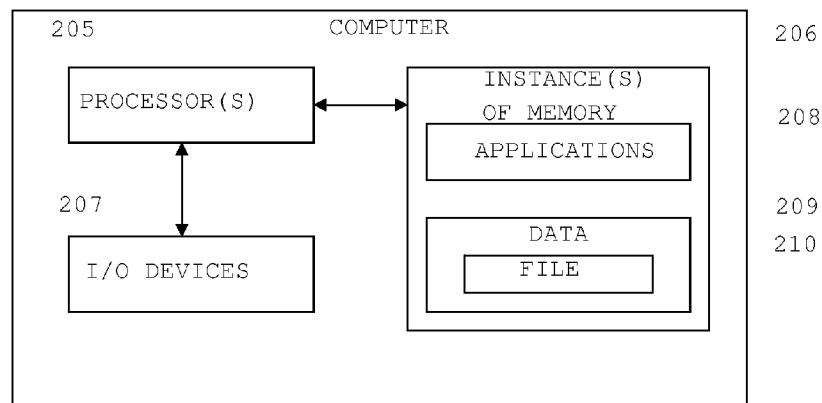 205 COMPUTER 206
PROCESSOR(S)
INSTANCE(S)
OF MEMORY 208
APPLICATIONS
207 209
I/O DEVICES
DATA 210
FILE